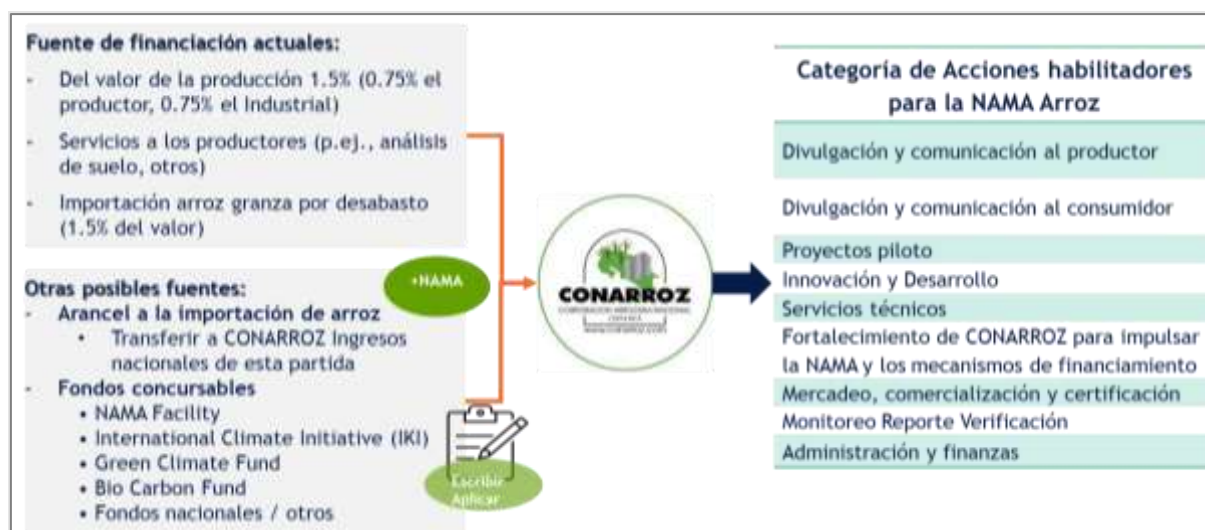 Fuente de financiación actuales:
- Del valor de la producción 1.5% (0.75% el
productor, 0.75% el Industrial)
- Servicios a los productores (p.ej., análisis
de suelo, otros)
- Importación arroz granza por desabasto
(1.5% del valor)
Otras posibles fuentes:
- Arancel a la importación de arroz
• Transferir a CONARROZ Ingresos
nacionales de esta partida
- Fondos concursables
• NAMA Facility
• International Climate Initiative (IKI)
• Green Climate Fund
• Bio Carbon Fund
• Fondos nacionales / otros
+NAMA
Escribir
Aplicar
CONARROZ
CORPORACIÓN ARROCERA NACIONAL
Categoría de Acciones habilitadores
para la NAMA Arroz
Divulgación y comunicación al productor
Divulgación y comunicación al consumidor
Proyectos piloto
Innovación y Desarrollo
Servicios técnicos
Fortalecimiento de CONARROZ para impulsar
la NAMA y los mecanismos de financiamiento
Mercadeo, comercialización y certificación
Monitoreo Reporte Verificación
Administración y finanzas